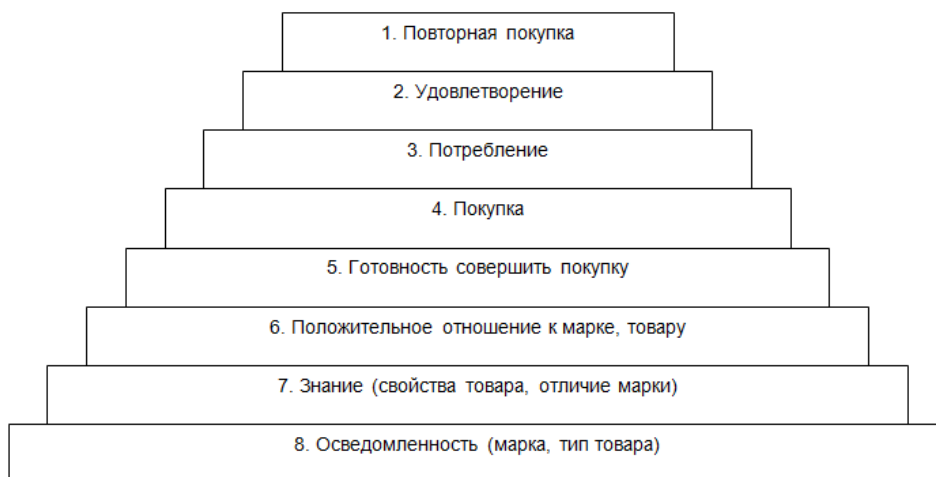 1. Повторная покупка
2. Удовлетворение
3. Потребление
4. Покупка
5. Готовность совершить покупку
6. Положительное отношение к марке, товару
7. Знание (свойства товара, отличие марки)
8. Осведомленность (марка, тип товара)